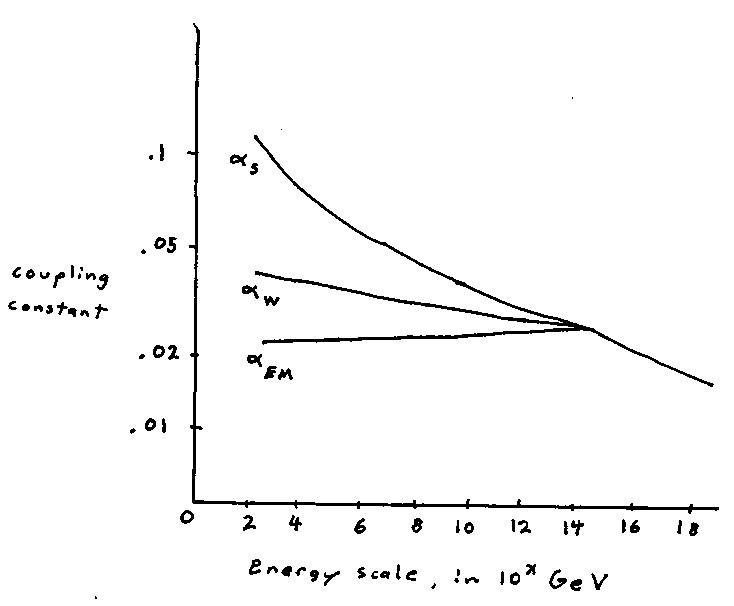 .1
α_s
.05
coupling
constant
α_W
.02
α_EM
.01
0 2 4 6 8 10 12 14 16 18
Energy scale, in 10^x GeV